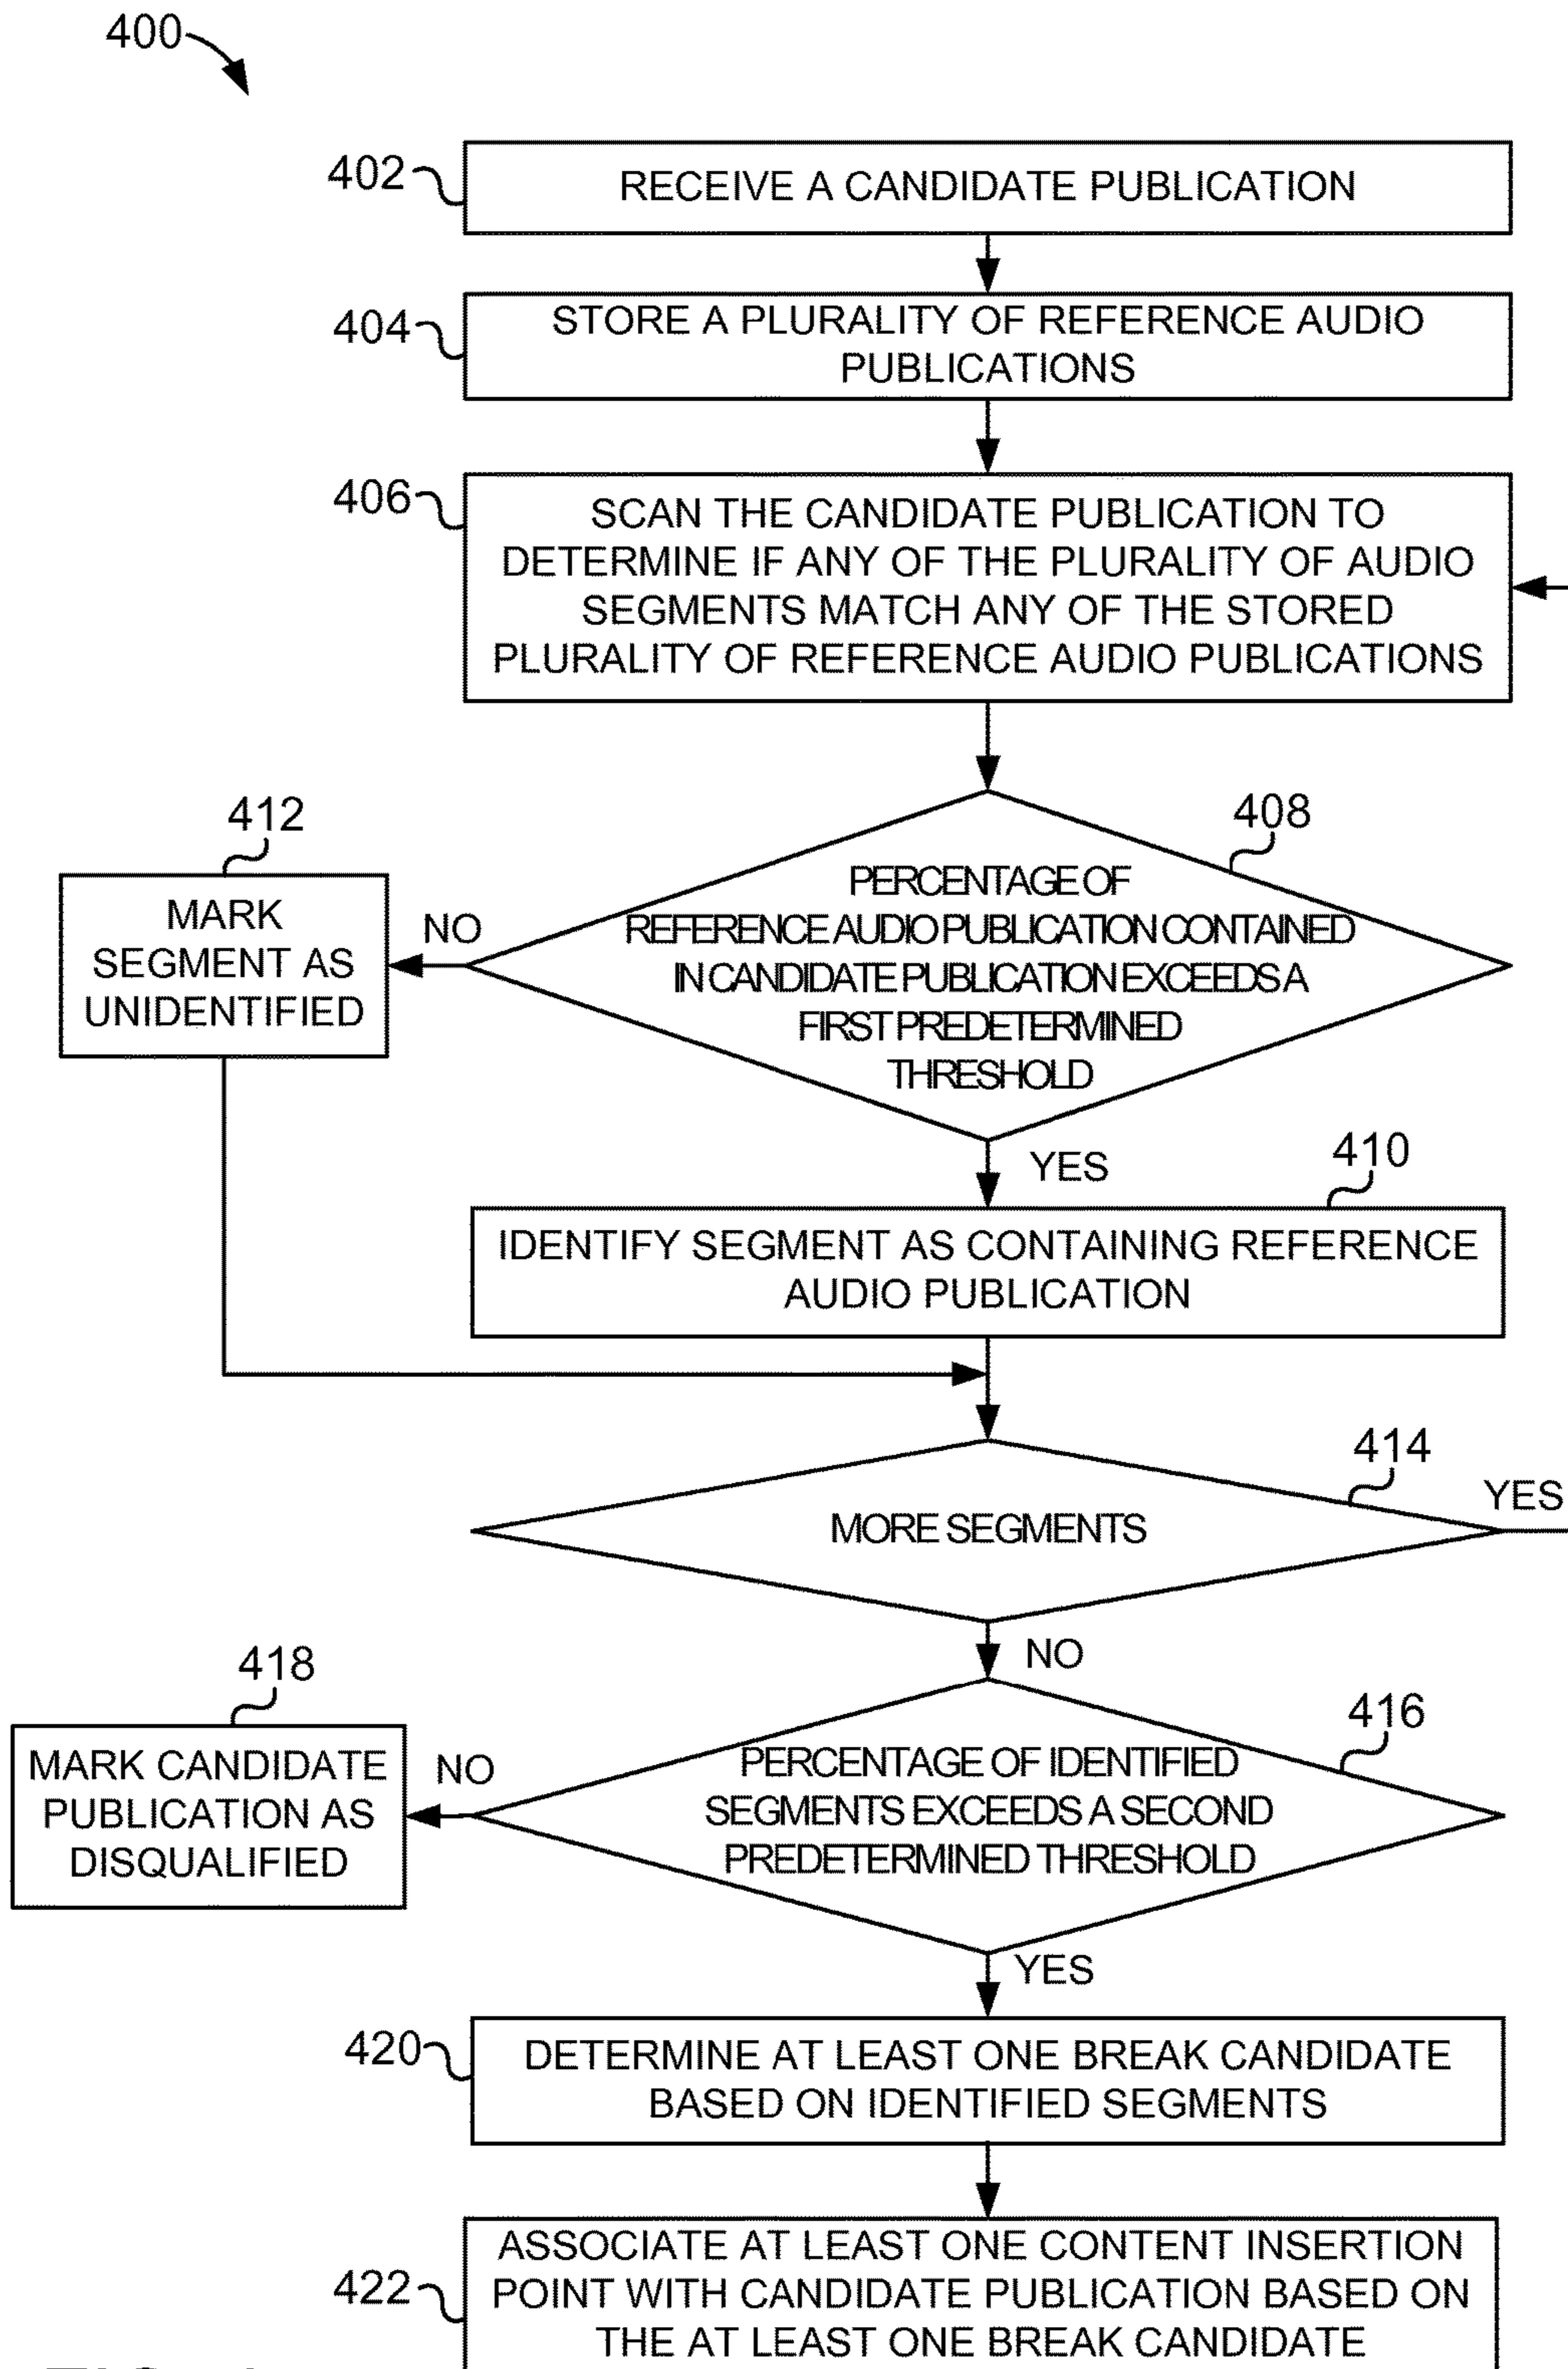 400
402
RECEIVE A CANDIDATE PUBLICATION
404
STORE A PLURALITY OF REFERENCE AUDIO
PUBLICATIONS
406
SCAN THE CANDIDATE PUBLICATION TO
DETERMINE IF ANY OF THE PLURALITY OF AUDIO
SEGMENTS MATCH ANY OF THE STORED
PLURALITY OF REFERENCE AUDIO PUBLICATIONS
408
PERCENTAGE OF
REFERENCE AUDIO PUBLICATION CONTAINED
IN CANDIDATE PUBLICATION EXCEEDS A
FIRST PREDETERMINED
THRESHOLD
NO
412
MARK
SEGMENT AS
UNIDENTIFIED
YES
410
IDENTIFY SEGMENT AS CONTAINING REFERENCE
AUDIO PUBLICATION
414
MORE SEGMENTS
YES
NO
416
PERCENTAGE OF IDENTIFIED
SEGMENTS EXCEEDS A SECOND
PREDETERMINED THRESHOLD
NO
418
MARK CANDIDATE
PUBLICATION AS
DISQUALIFIED
YES
420
DETERMINE AT LEAST ONE BREAK CANDIDATE
BASED ON IDENTIFIED SEGMENTS
422
ASSOCIATE AT LEAST ONE CONTENT INSERTION
POINT WITH CANDIDATE PUBLICATION BASED ON
THE AT LEAST ONE BREAK CANDIDATE